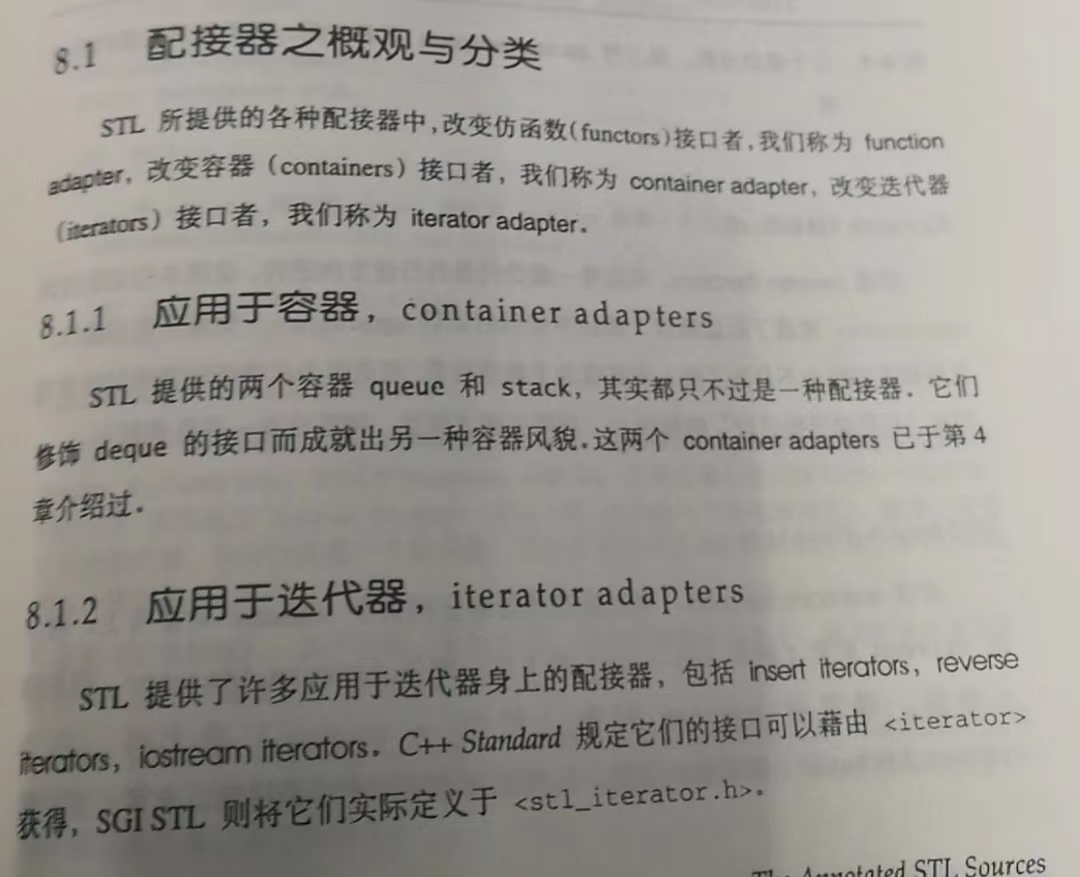 8.1 配接器之概观与分类
STL 所提供的各种配接器中,改变仿函数(functors)接口者,我们称为 function
adapter, 改变容器（containers）接口者，我们称为 container adapter, 改变迭代器
(iterators）接口者，我们称为 iterator adapter.
8.1.1 应用于容器，container adapters
STL 提供的两个容器 queue 和 stack, 其实都只不过是一种配接器. 它们
修饰 deque 的接口而成就出另一种容器风貌.这两个 container adapters 已于第 4
章介绍过.
8.1.2 应用于迭代器，iterator adapters
STL 提供了许多应用于迭代器身上的配接器，包括 insert iterators, reverse
iterators, iostream iterators. C++ Standard 规定它们的接口可以藉由 <iterator>
获得, SGI STL 则将它们实际定义于 <stl_iterator.h>.
The Annotated STL Sources